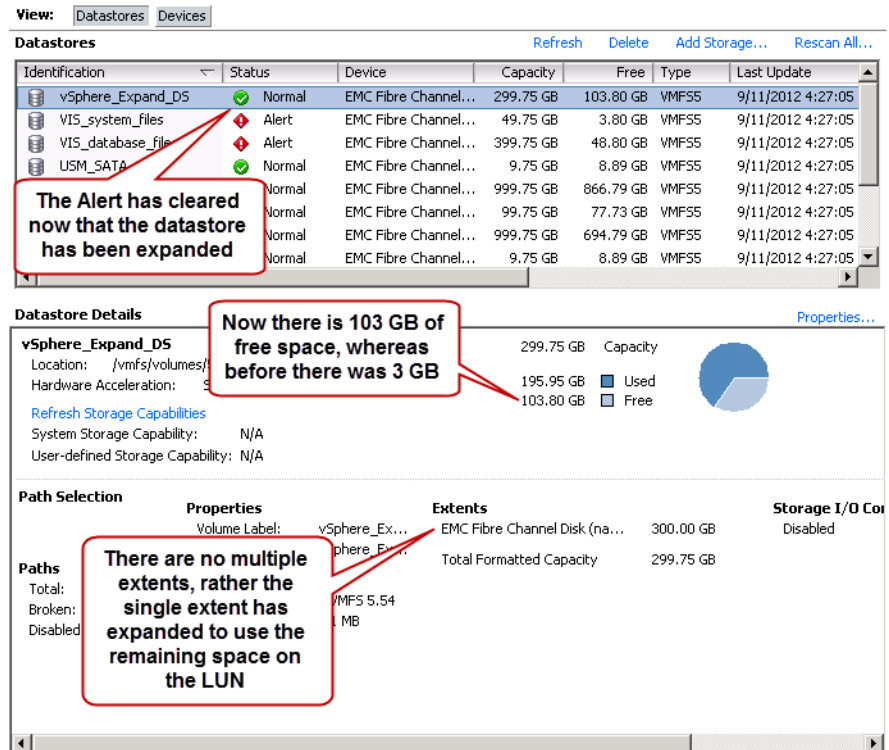 View: Datastores Devices
Datastores Refresh Delete Add Storage... Rescan All...
Identification Status Device Capacity Free Type Last Update
vSphere_Expand_DS Normal EMC Fibre Channel... 299.75 GB 103.80 GB VMFS5 9/11/2012 4:27:05
VIS_system_files Alert EMC Fibre Channel... 49.75 GB 3.80 GB VMFS5 9/11/2012 4:27:05
VIS_database_file Alert EMC Fibre Channel... 399.75 GB 48.80 GB VMFS5 9/11/2012 4:27:05
USM_SATA Normal EMC Fibre Channel... 9.75 GB 8.89 GB VMFS5 9/11/2012 4:27:05
Normal EMC Fibre Channel... 999.75 GB 866.79 GB VMFS5 9/11/2012 4:27:05
Normal EMC Fibre Channel... 99.75 GB 77.73 GB VMFS5 9/11/2012 4:27:05
Normal EMC Fibre Channel... 999.75 GB 694.79 GB VMFS5 9/11/2012 4:27:05
Normal EMC Fibre Channel... 9.75 GB 8.89 GB VMFS5 9/11/2012 4:27:05
The Alert has cleared
now that the datastore
has been expanded
Datastore Details Properties...
vSphere_Expand_DS 299.75 GB Capacity
Location: /vmfs/volumes/
Hardware Acceleration: 195.95 GB Used
103.80 GB Free
Now there is 103 GB of
free space, whereas
before there was 3 GB
Refresh Storage Capabilities
System Storage Capability: N/A
User-defined Storage Capability: N/A
Path Selection
Properties Extents Storage I/O Co
Volume Label: vSphere_Ex... EMC Fibre Channel Disk (na... 300.00 GB Disabled
phere_Ex...
Total Formatted Capacity 299.75 GB
Paths
Total:
Broken: VMFS 5.54
Disabled MB
There are no multiple
extents, rather the
single extent has
expanded to use the
remaining space on
the LUN